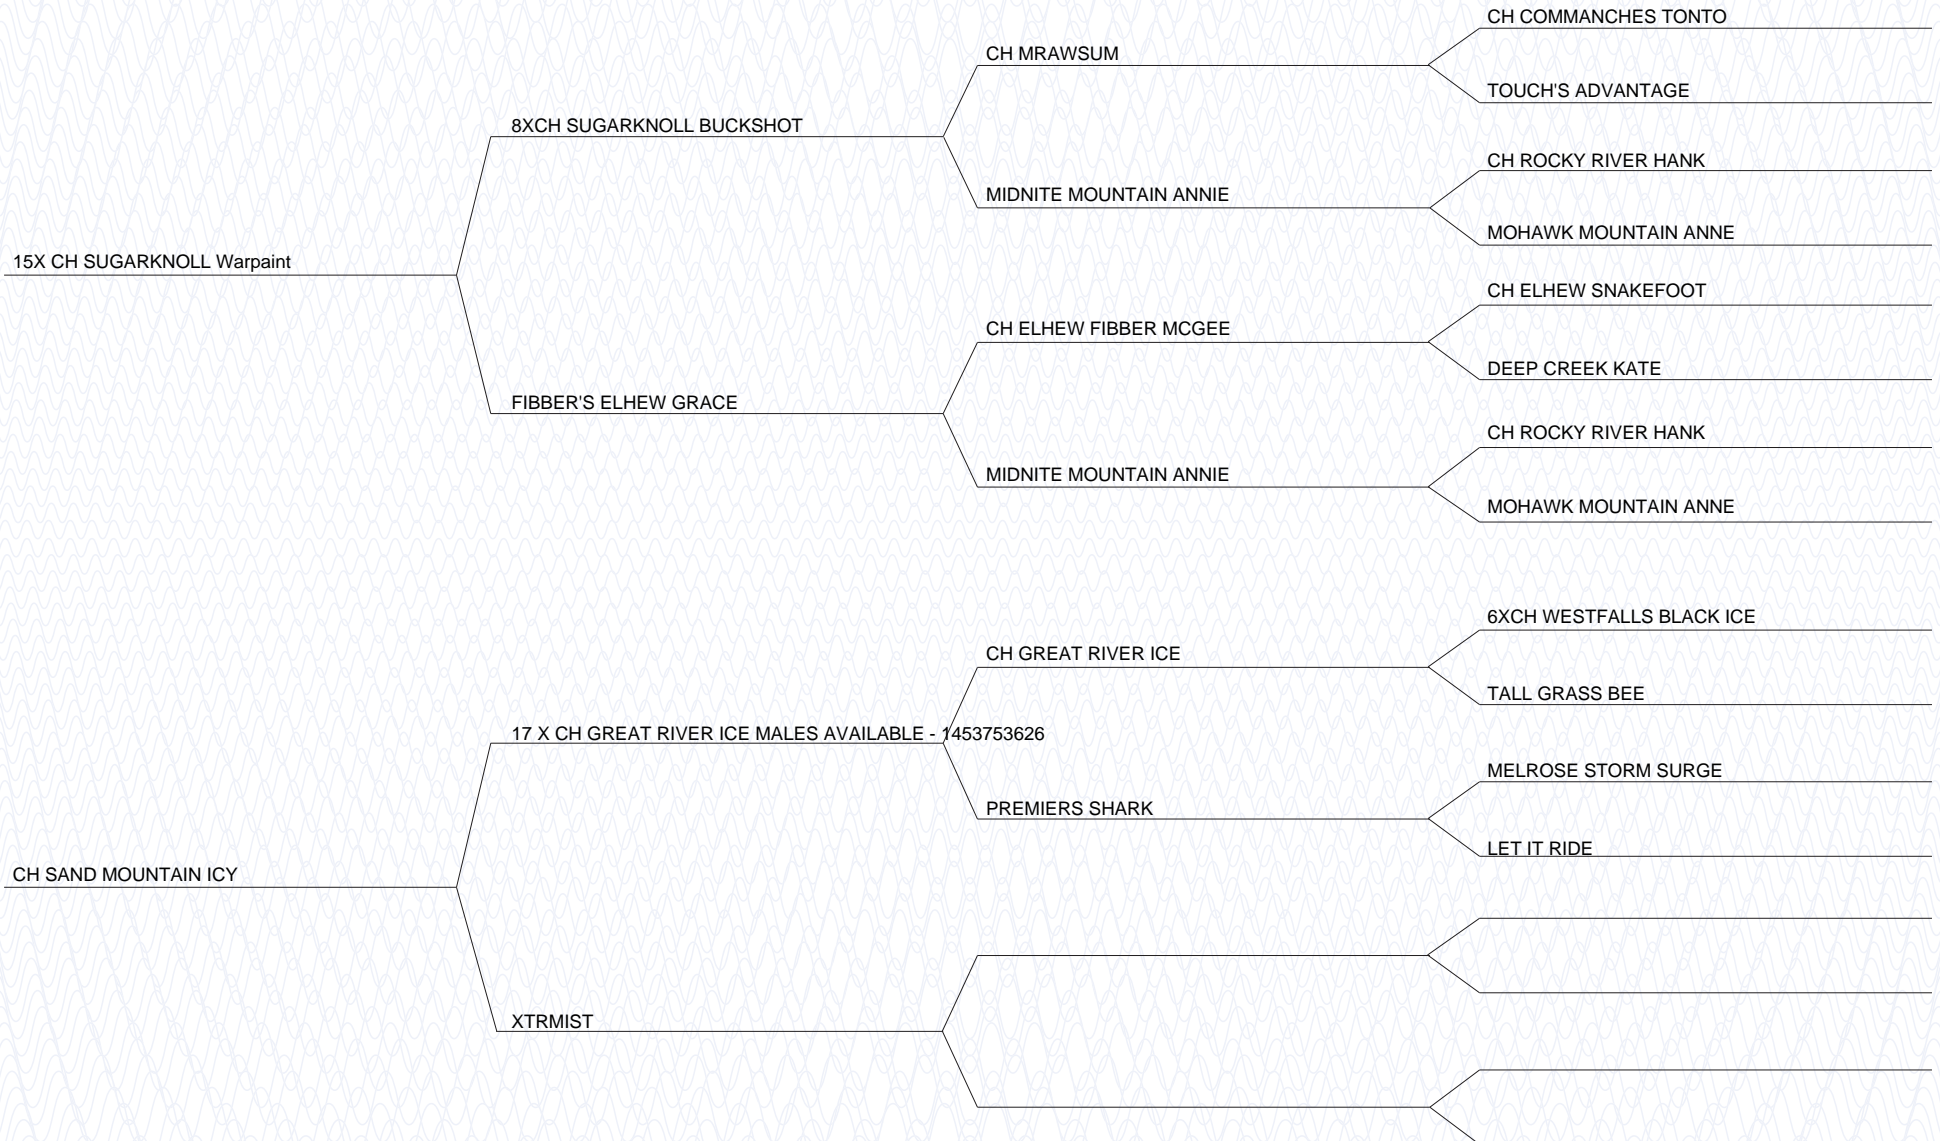 CH COMMANCHES TONTO
CH MRAWSUM
TOUCH'S ADVANTAGE
8XCH SUGARKNOLL BUCKSHOT
CH ROCKY RIVER HANK
MIDNITE MOUNTAIN ANNIE
MOHAWK MOUNTAIN ANNE
15X CH SUGARKNOLL Warpaint
CH ELHEW SNAKEFOOT
CH ELHEW FIBBER MCGEE
DEEP CREEK KATE
FIBBER'S ELHEW GRACE
CH ROCKY RIVER HANK
MIDNITE MOUNTAIN ANNIE
MOHAWK MOUNTAIN ANNE
6XCH WESTFALLS BLACK ICE
CH GREAT RIVER ICE
TALL GRASS BEE
17 X CH GREAT RIVER ICE MALES AVAILABLE - 1453753626
MELROSE STORM SURGE
PREMIERS SHARK
LET IT RIDE
CH SAND MOUNTAIN ICY
XTRMIST